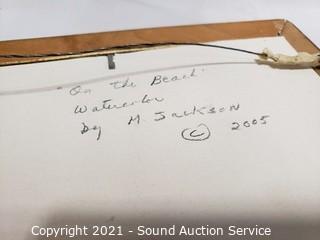 "On the Beach"
Watercolor
by M. Jackson
© 2005
Copyright 2021 - Sound Auction Service